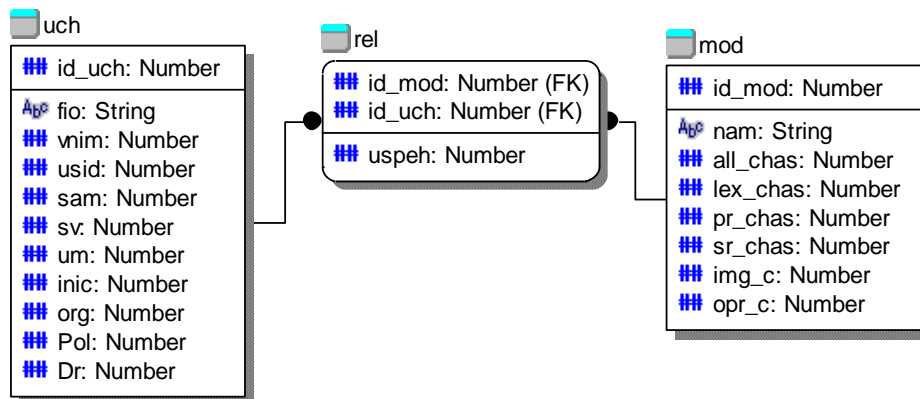 uch
id_uch: Number
fio: String
vnim: Number
usid: Number
sam: Number
sv: Number
um: Number
inic: Number
org: Number
Pol: Number
Dr: Number
rel
id_mod: Number (FK)
id_uch: Number (FK)
uspeh: Number
mod
id_mod: Number
nam: String
all_chas: Number
lex_chas: Number
pr_chas: Number
sr_chas: Number
img_c: Number
opr_c: Number